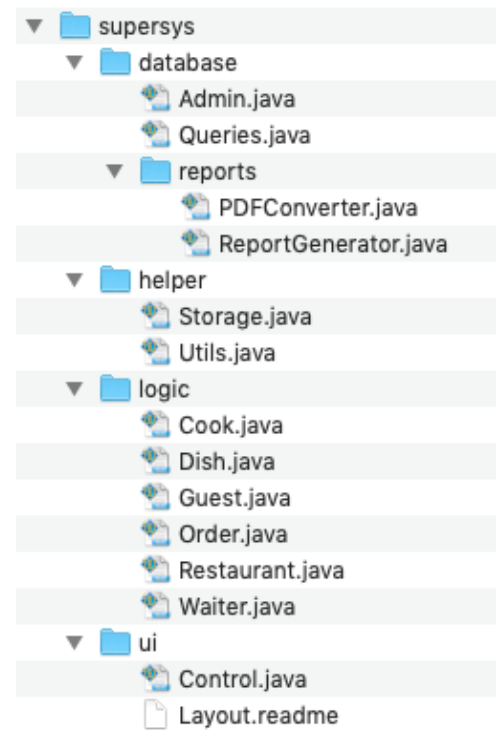 supersys
database
Admin.java
Queries.java
reports
PDFConverter.java
ReportGenerator.java
helper
Storage.java
Utils.java
logic
Cook.java
Dish.java
Guest.java
Order.java
Restaurant.java
Waiter.java
ui
Control.java
Layout.readme